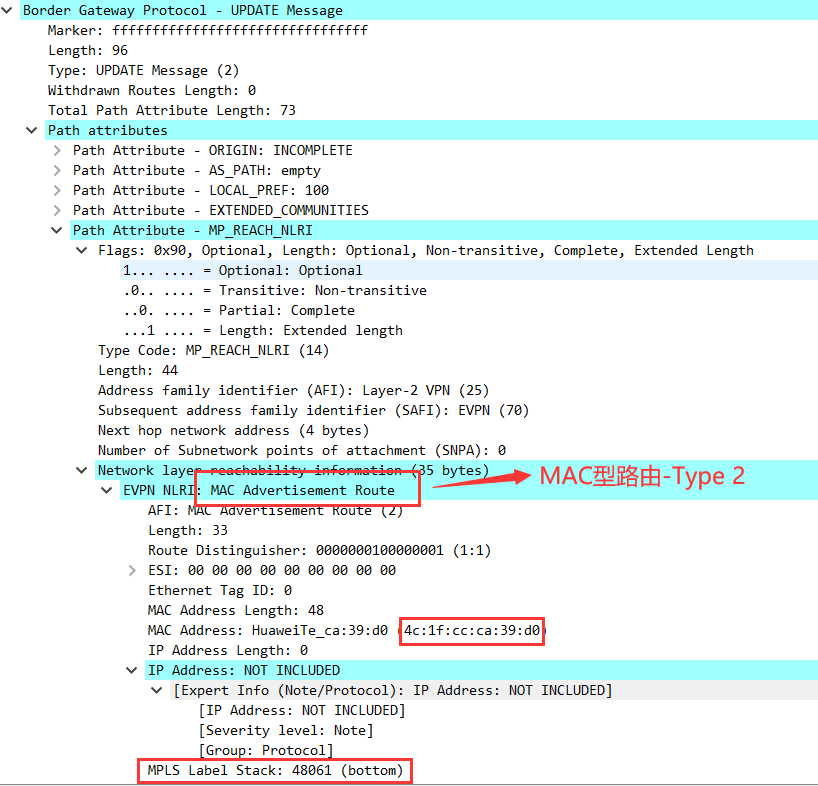 Border Gateway Protocol - UPDATE Message
Marker: ffffffffffffffffffffffffffffffff
Length: 96
Type: UPDATE Message (2)
Withdrawn Routes Length: 0
Total Path Attribute Length: 73
Path attributes
Path Attribute - ORIGIN: INCOMPLETE
Path Attribute - AS_PATH: empty
Path Attribute - LOCAL_PREF: 100
Path Attribute - EXTENDED_COMMUNITIES
Path Attribute - MP_REACH_NLRI
Flags: 0x90, Optional, Length: Optional, Non-transitive, Complete, Extended Length
1... .... = Optional: Optional
.0.. .... = Transitive: Non-transitive
..0. .... = Partial: Complete
...1 .... = Length: Extended length
Type Code: MP_REACH_NLRI (14)
Length: 44
Address family identifier (AFI): Layer-2 VPN (25)
Subsequent address family identifier (SAFI): EVPN (70)
Next hop network address (4 bytes)
Number of Subnetwork points of attachment (SNPA): 0
Network layer reachability information (35 bytes)
EVPN NLRI: MAC Advertisement Route
MAC型路由-Type 2
AFI: MAC Advertisement Route (2)
Length: 33
Route Distinguisher: 0000000100000001 (1:1)
ESI: 00 00 00 00 00 00 00 00 00
Ethernet Tag ID: 0
MAC Address Length: 48
MAC Address: HuaweiTe_ca:39:d0 (4c:1f:cc:ca:39:d0)
IP Address Length: 0
IP Address: NOT INCLUDED
[Expert Info (Note/Protocol): IP Address: NOT INCLUDED]
[IP Address: NOT INCLUDED]
[Severity level: Note]
[Group: Protocol]
MPLS Label Stack: 48061 (bottom)